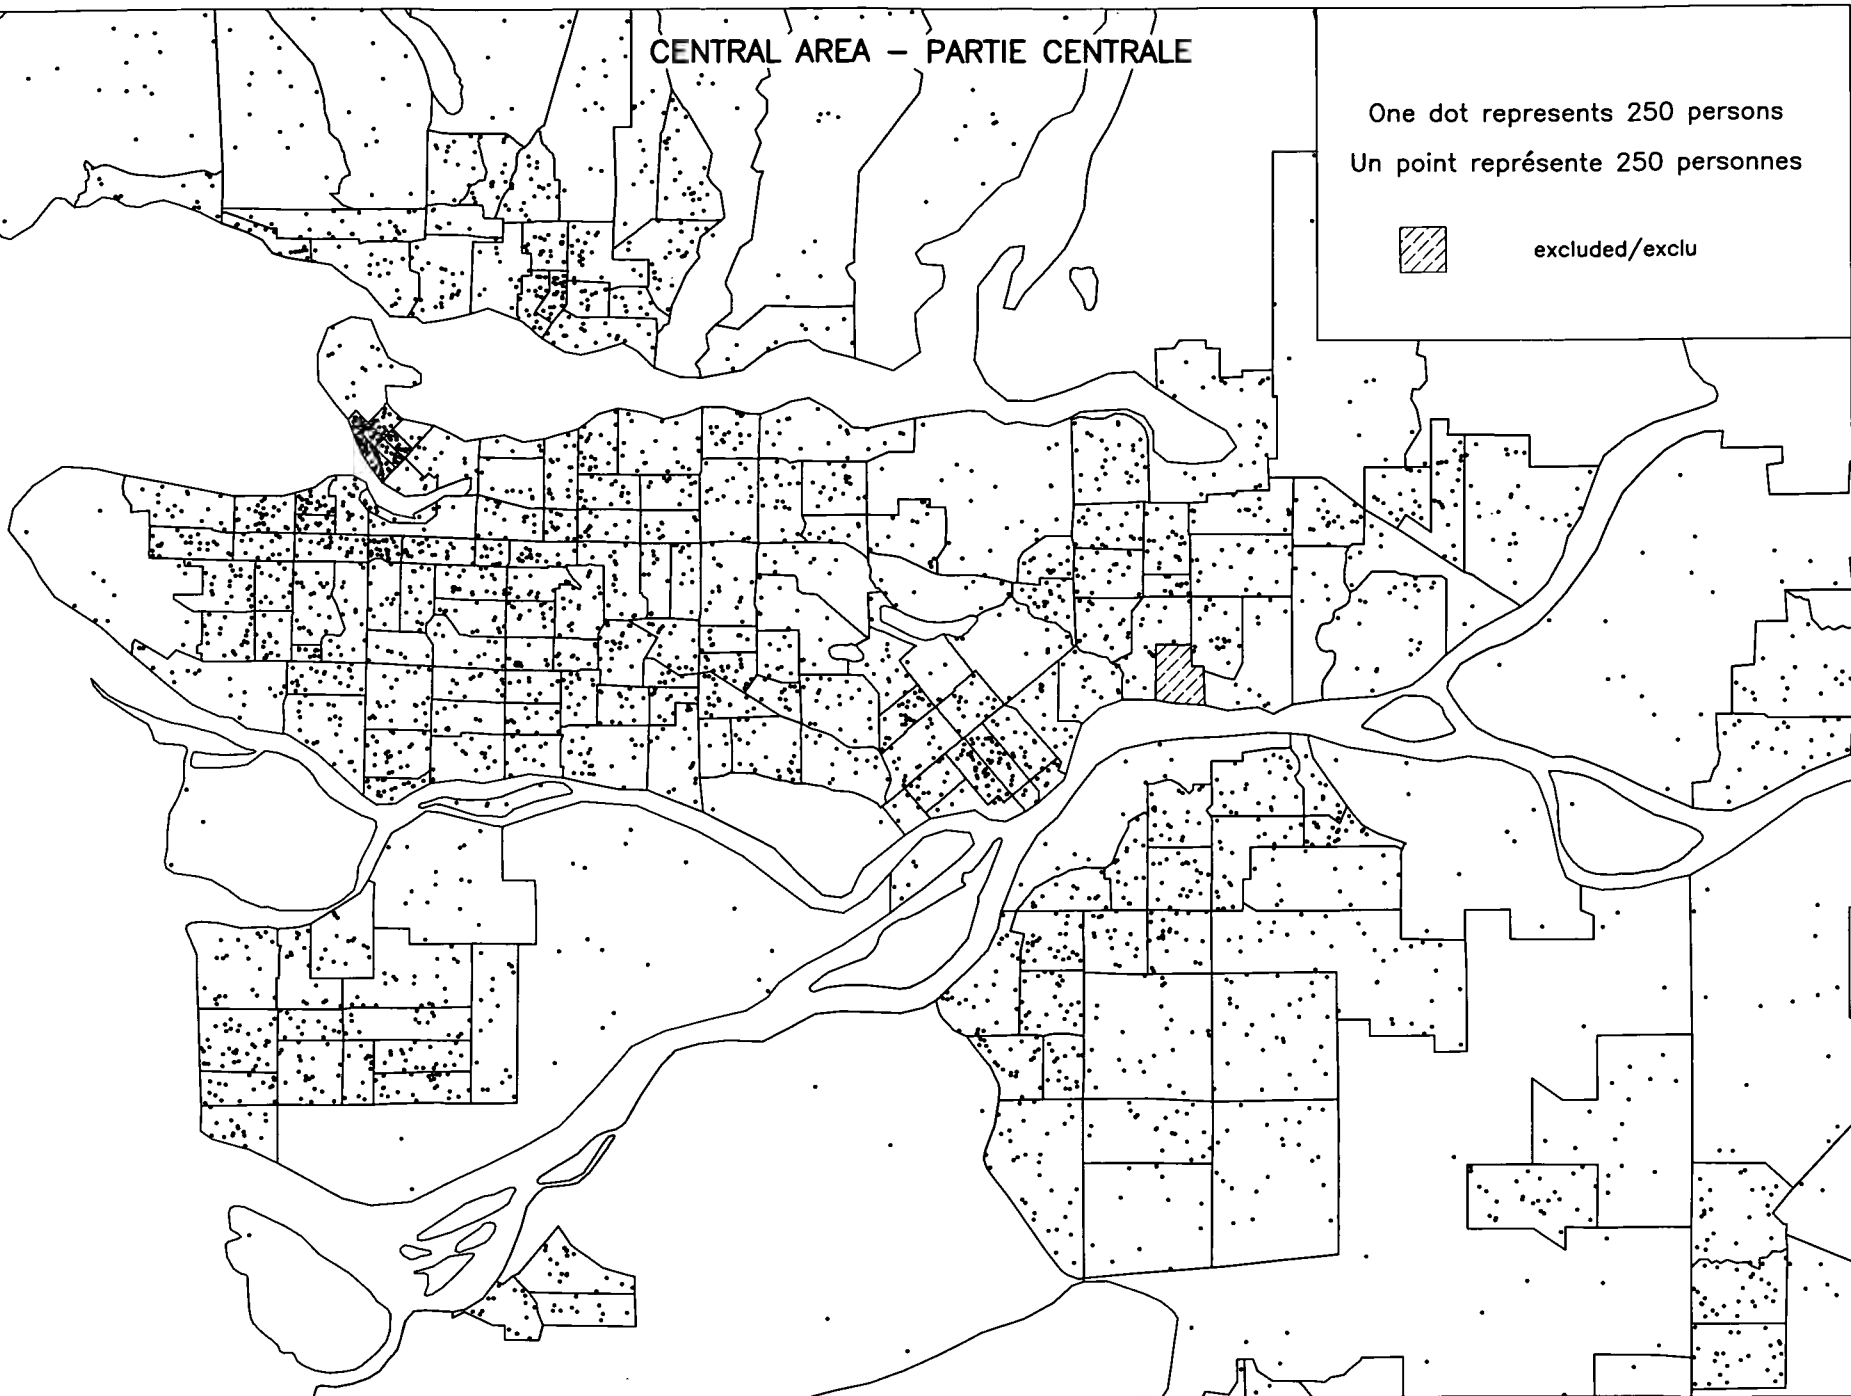 CENTRAL AREA – PARTIE CENTRALE
One dot represents 250 persons
Un point représente 250 personnes
excluded/exclu